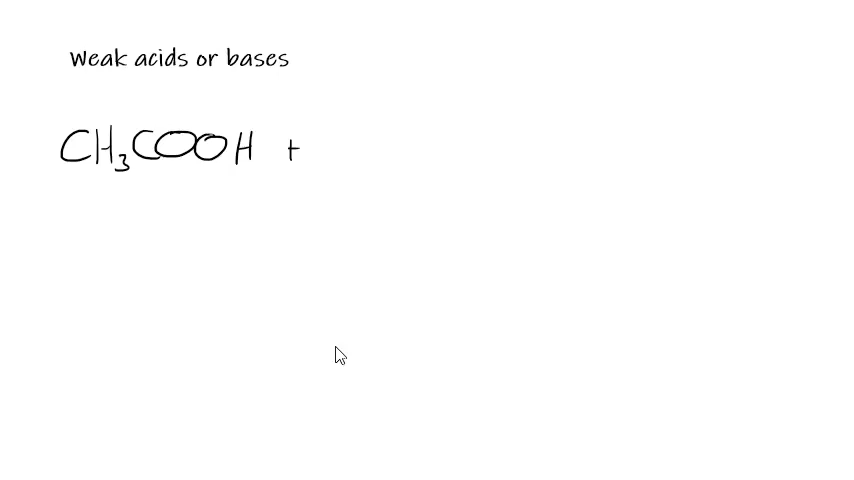 Weak acids or bases
CH₃COOH +